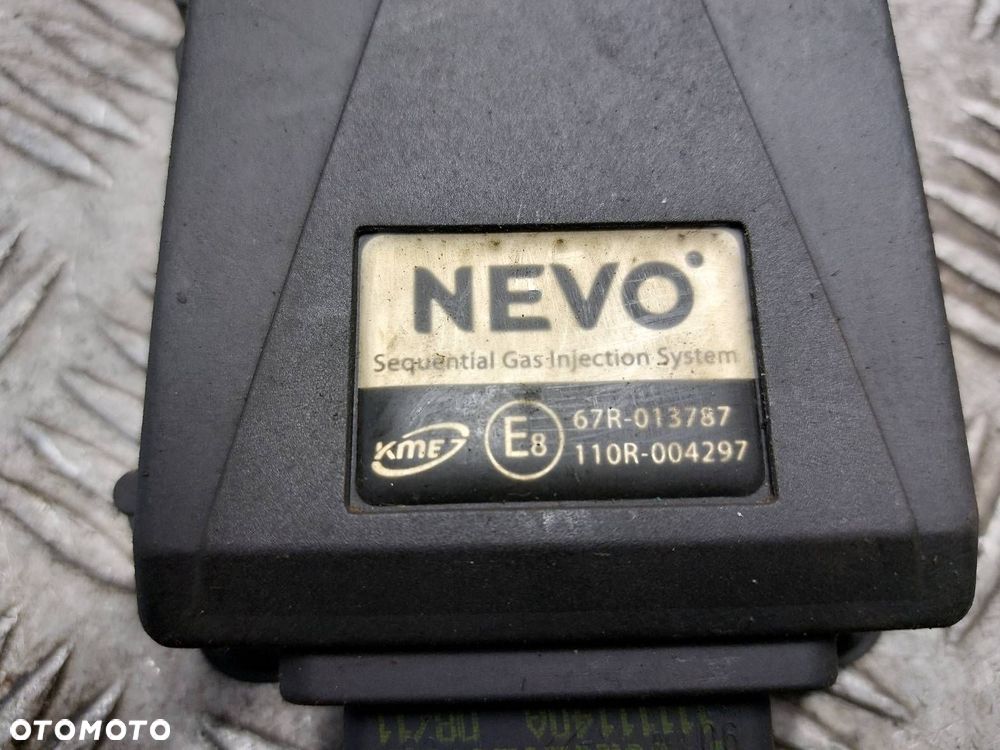 NEVO
Sequential Gas Injection System
KME
E8
67R-013787
110R-004297
OTOMOTO